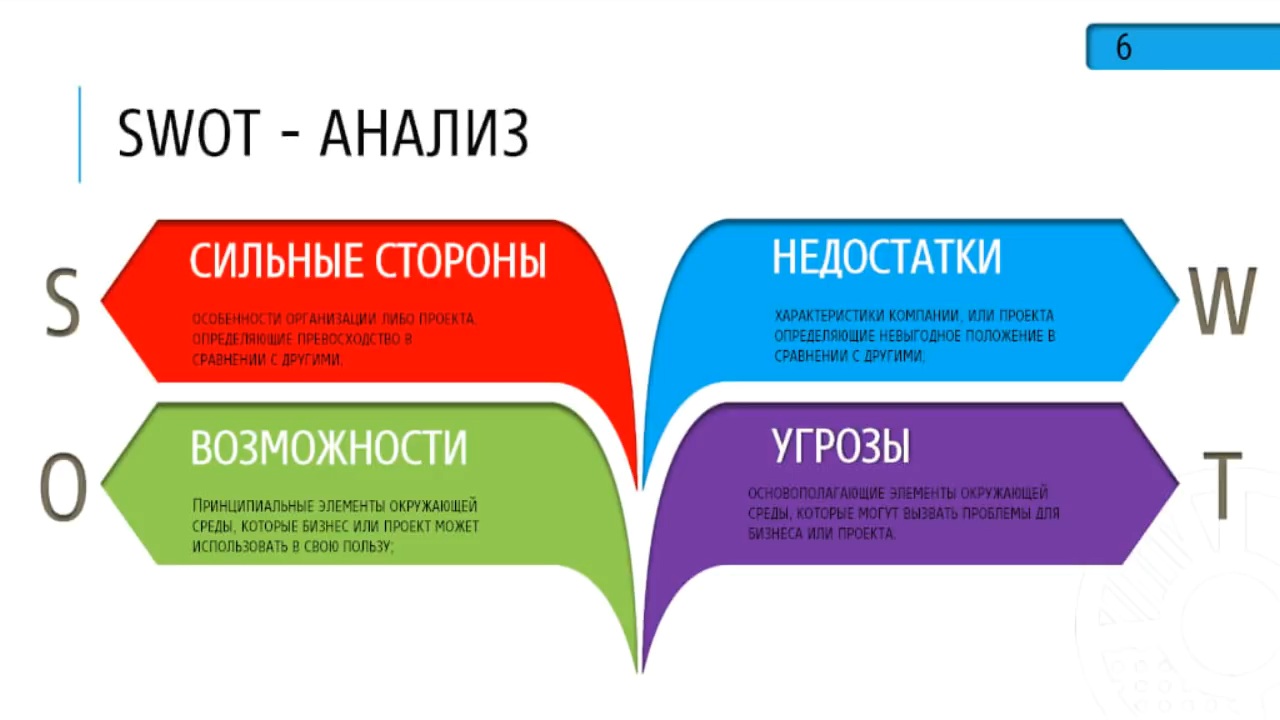 6
SWOT - АНАЛИЗ
S
СИЛЬНЫЕ СТОРОНЫ
ОСОБЕННОСТИ ОРГАНИЗАЦИИ ЛИБО ПРОЕКТА.
ОПРЕДЕЛЯЮЩИЕ ПРЕВОСХОДСТВО В
СРАВНЕНИИ С ДРУГИМИ.
НЕДОСТАТКИ
ХАРАКТЕРИСТИКИ КОМПАНИИ, ИЛИ ПРОЕКТА
ОПРЕДЕЛЯЮЩИЕ НЕВЫГОДНОЕ ПОЛОЖЕНИЕ В
СРАВНЕНИИ С ДРУГИМИ;
W
O
ВОЗМОЖНОСТИ
ПРИНЦИПИАЛЬНЫЕ ЭЛЕМЕНТЫ ОКРУЖАЮЩЕЙ
СРЕДЫ, КОТОРЫЕ БИЗНЕС ИЛИ ПРОЕКТ МОЖЕТ
ИСПОЛЬЗОВАТЬ В СВОЮ ПОЛЬЗУ;
УГРОЗЫ
ОСНОВОПОЛАГАЮЩИЕ ЭЛЕМЕНТЫ ОКРУЖАЮЩЕЙ
СРЕДЫ, КОТОРЫЕ МОГУТ ВЫЗВАТЬ ПРОБЛЕМЫ ДЛЯ
БИЗНЕСА ИЛИ ПРОЕКТА.
T